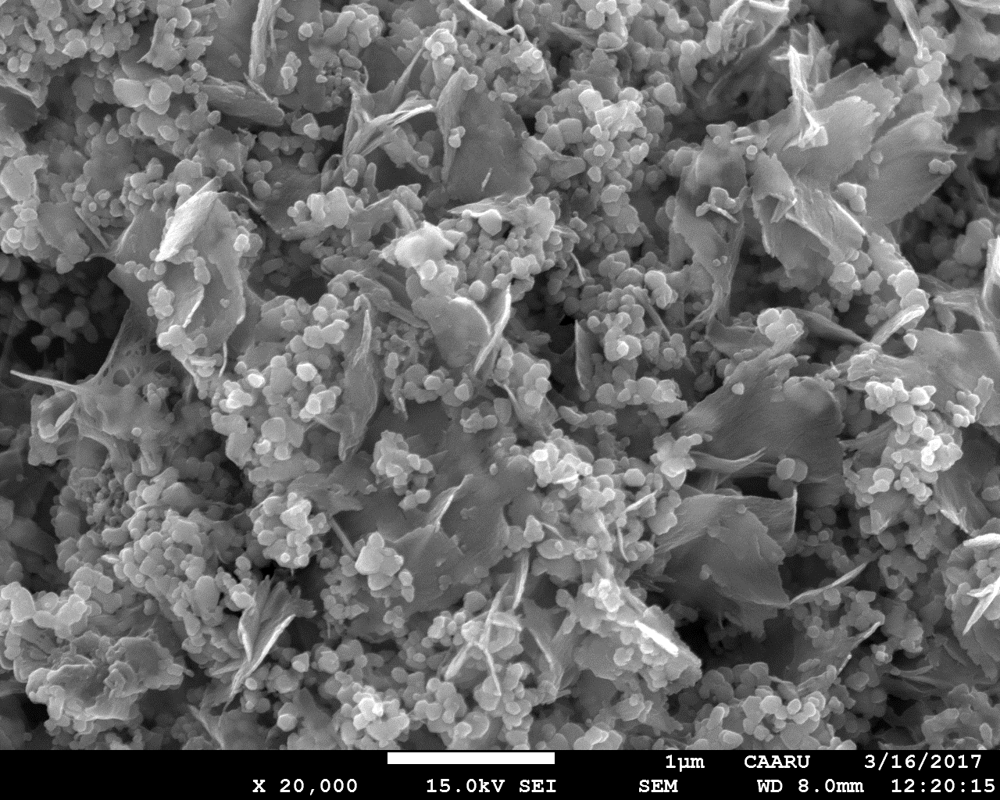 1μm CAARU 3/16/2017
X 20,000 15.0kV SEI SEM WD 8.0mm 12:20:15